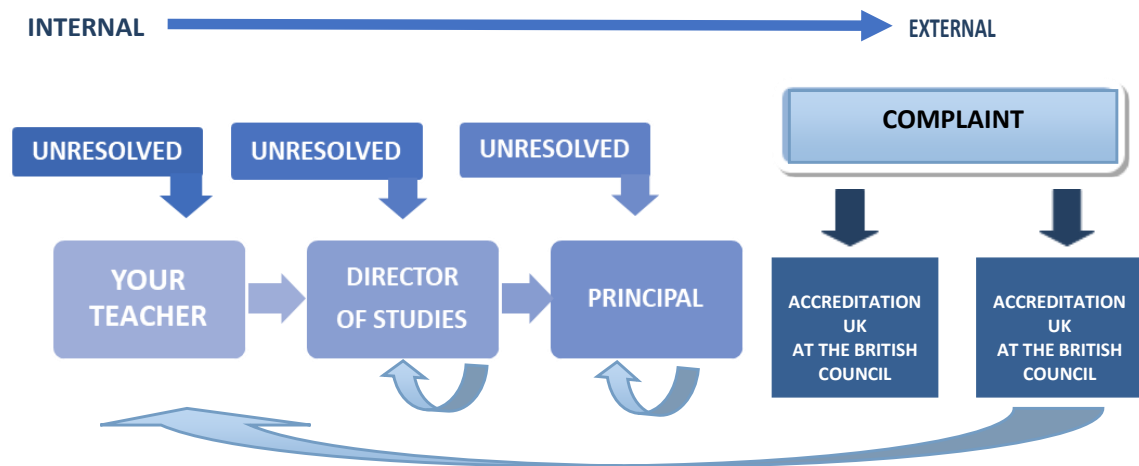 INTERNAL
EXTERNAL
COMPLAINT
UNRESOLVED
UNRESOLVED
UNRESOLVED
YOUR
TEACHER
DIRECTOR
OF STUDIES
PRINCIPAL
ACCREDITATION
UK
AT THE BRITISH
COUNCIL
ACCREDITATION
UK
AT THE BRITISH
COUNCIL